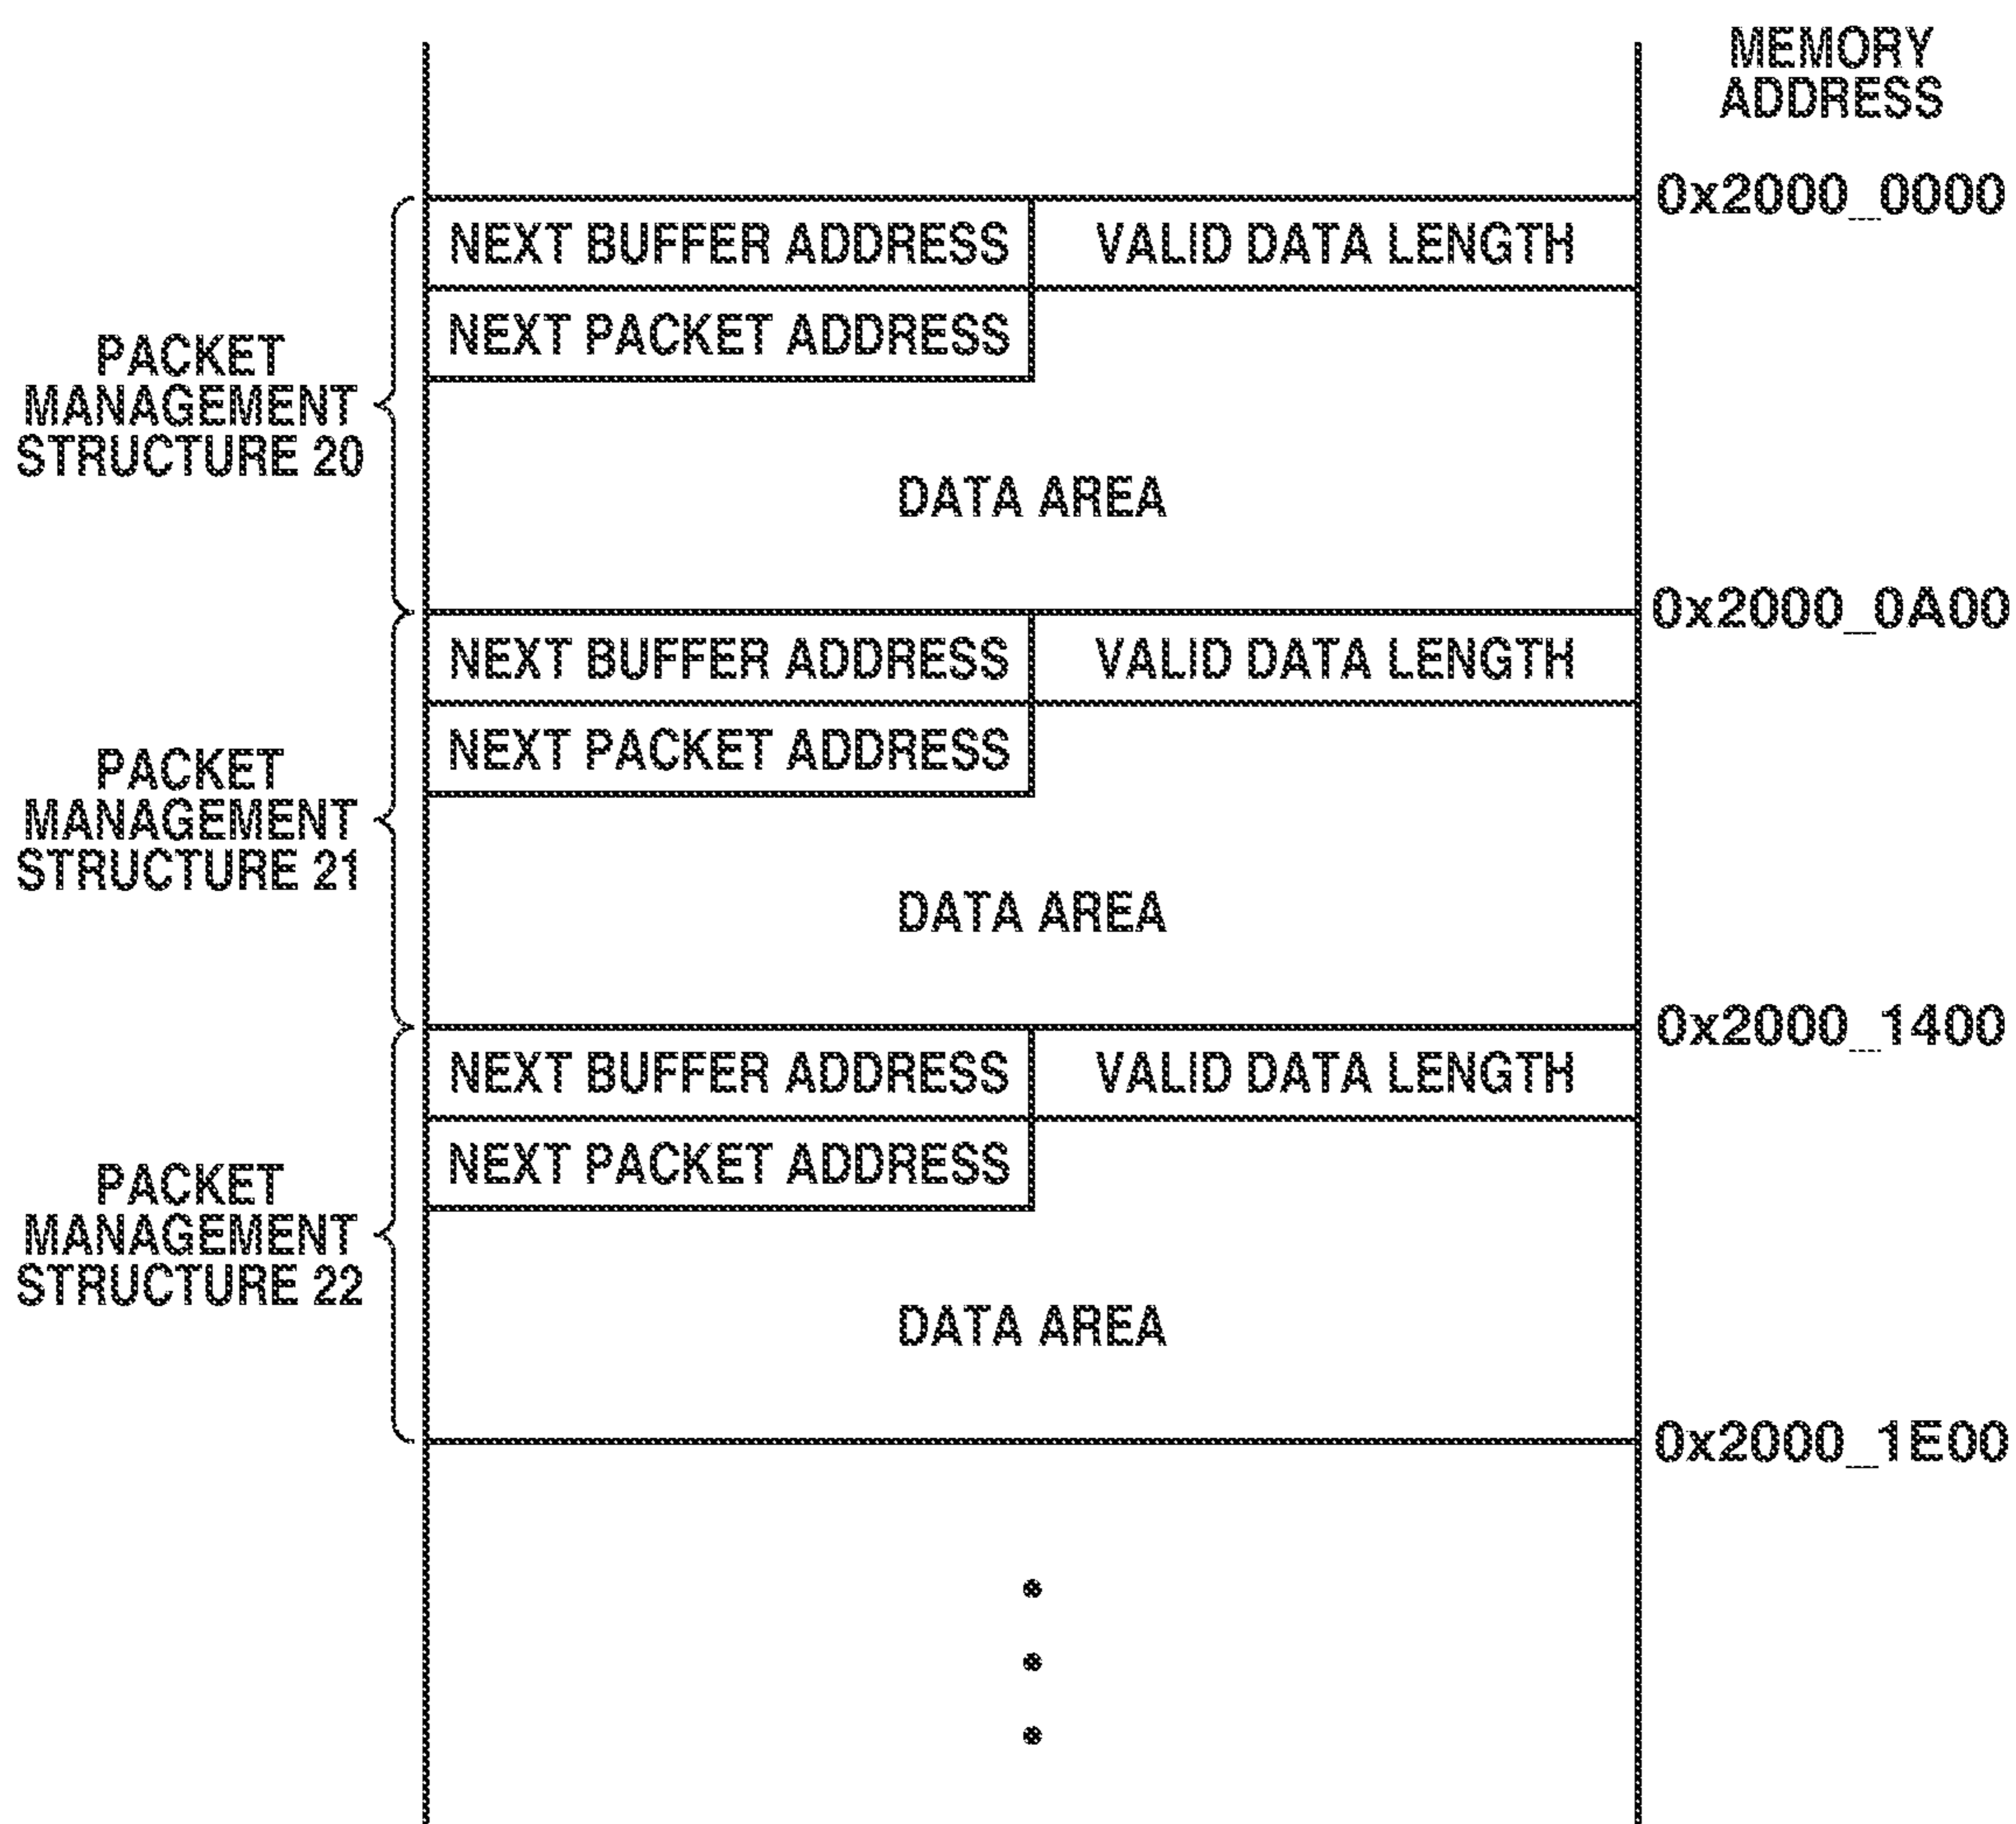 MEMORY
ADDRESS
0x2000_0000
NEXT BUFFER ADDRESS
VALID DATA LENGTH
NEXT PACKET ADDRESS
PACKET
MANAGEMENT
STRUCTURE 20
DATA AREA
0x2000_0A00
NEXT BUFFER ADDRESS
VALID DATA LENGTH
NEXT PACKET ADDRESS
PACKET
MANAGEMENT
STRUCTURE 21
DATA AREA
0x2000_1400
NEXT BUFFER ADDRESS
VALID DATA LENGTH
NEXT PACKET ADDRESS
PACKET
MANAGEMENT
STRUCTURE 22
DATA AREA
0x2000_1E00